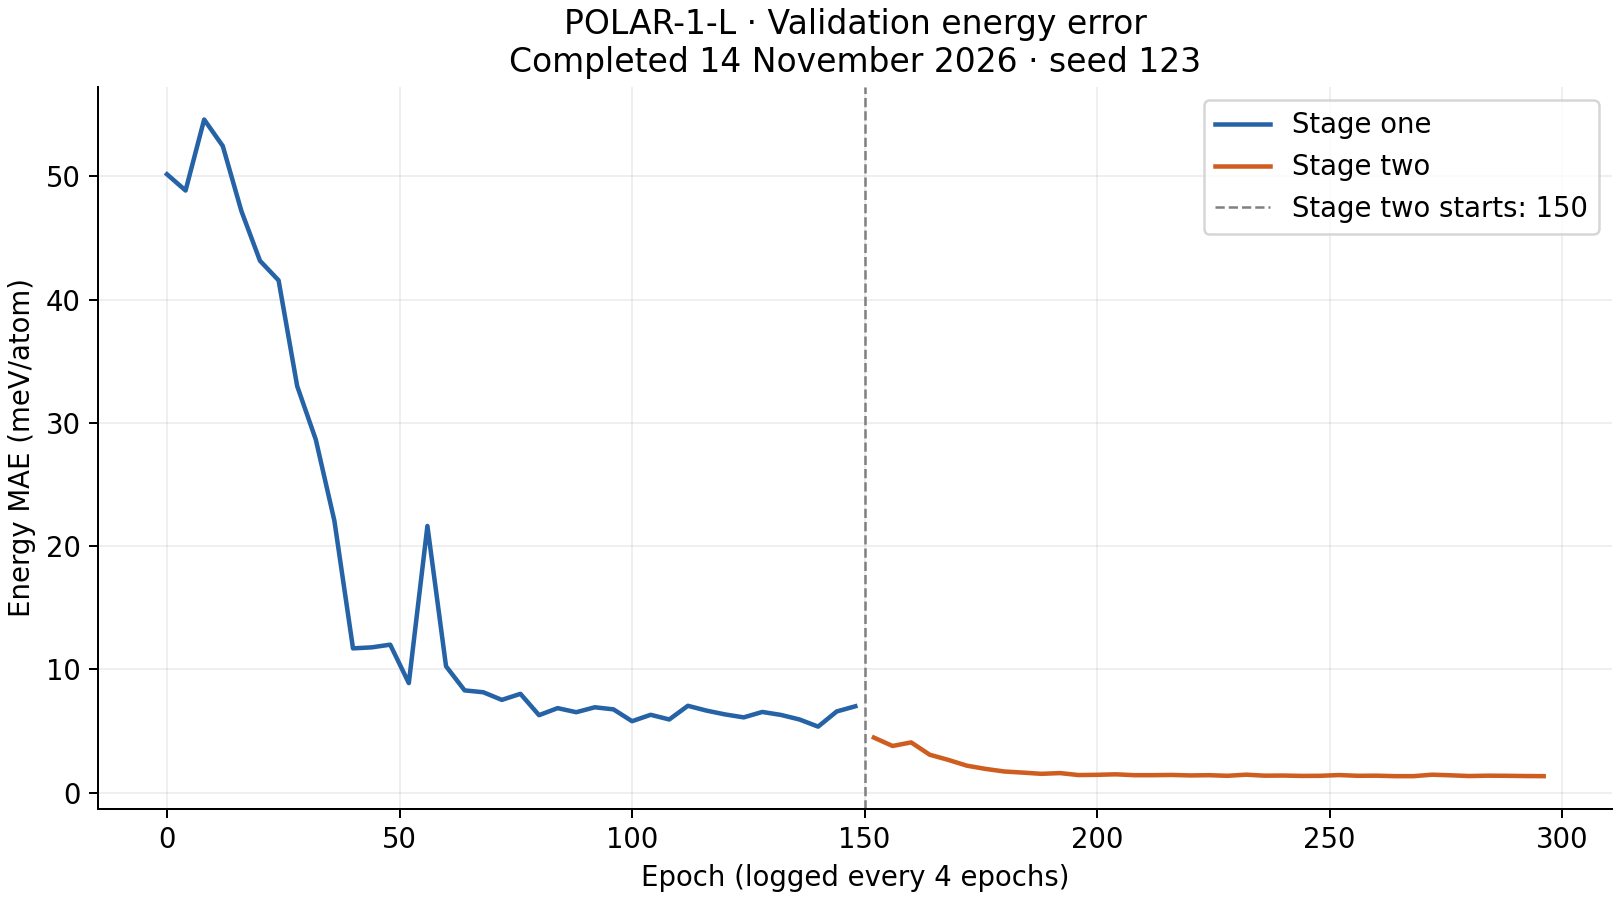 POLAR-1-L · Validation energy error
Completed 14 November 2026 · seed 123
Stage one
Stage two
Stage two starts: 150
Energy MAE (meV/atom)
50
40
30
20
10
0
0 50 100 150 200 250 300
Epoch (logged every 4 epochs)